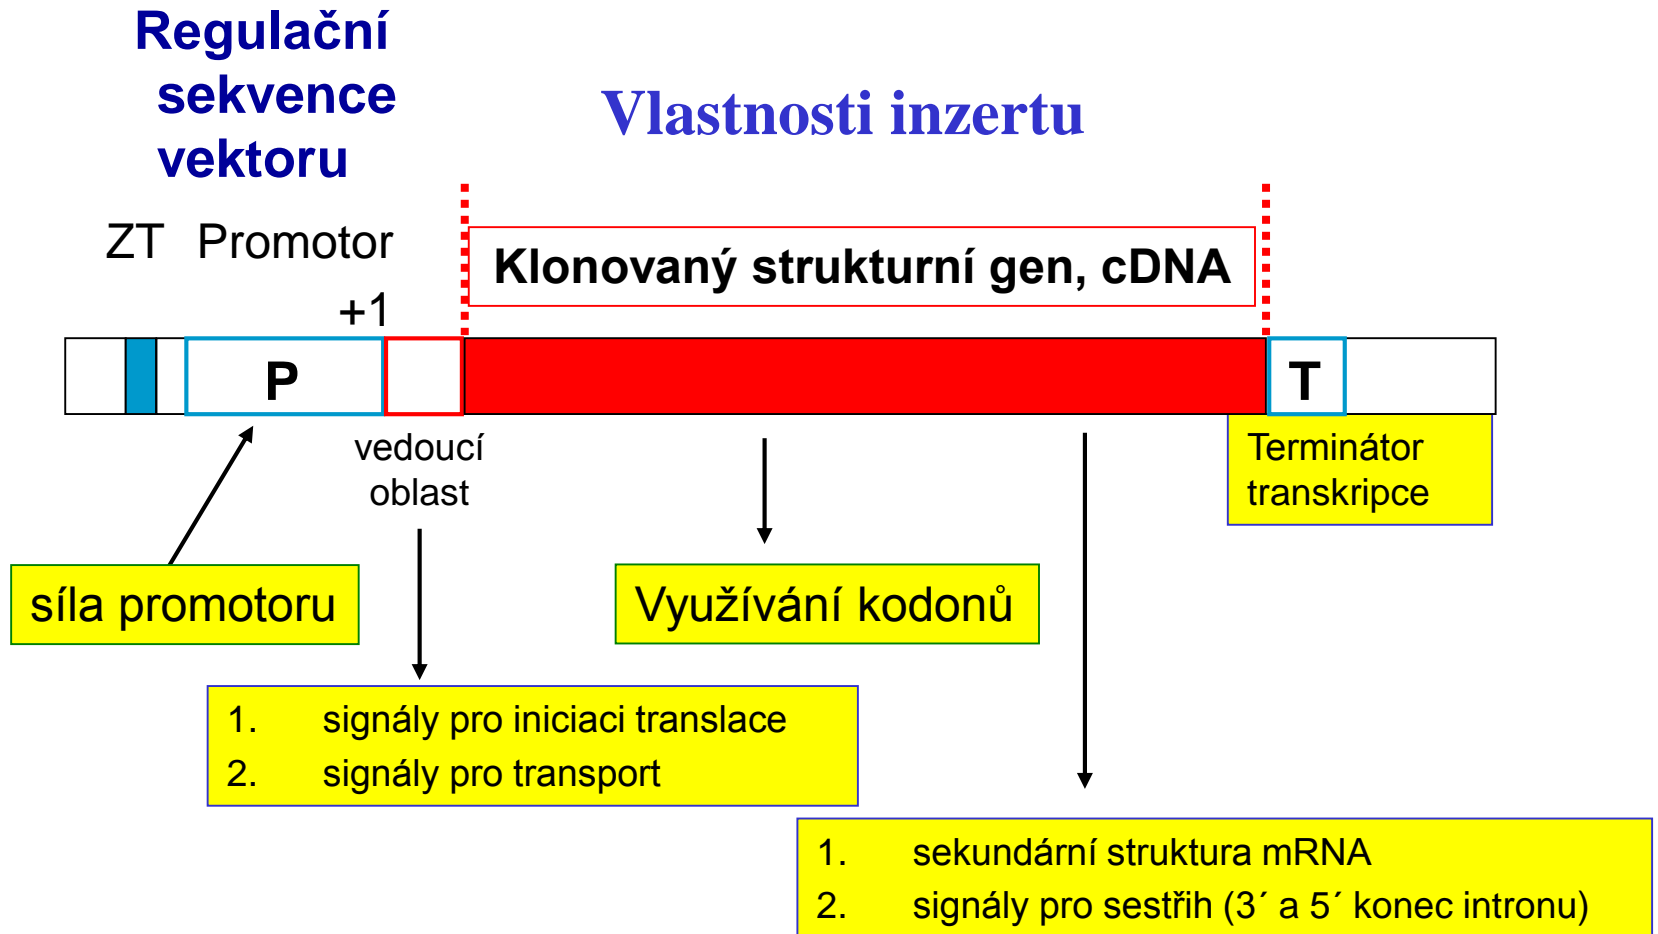 Regulační
sekvence
vektoru
Vlastnosti inzertu
ZT Promotor
+1
Klonovaný strukturní gen, cDNA
P
T
vedoucí
oblast
Terminátor
transkripce
síla promotoru
Využívání kodonů
1. signály pro iniciaci translace
2. signály pro transport
1. sekundární struktura mRNA
2. signály pro sestřih (3´ a 5´ konec intronu)